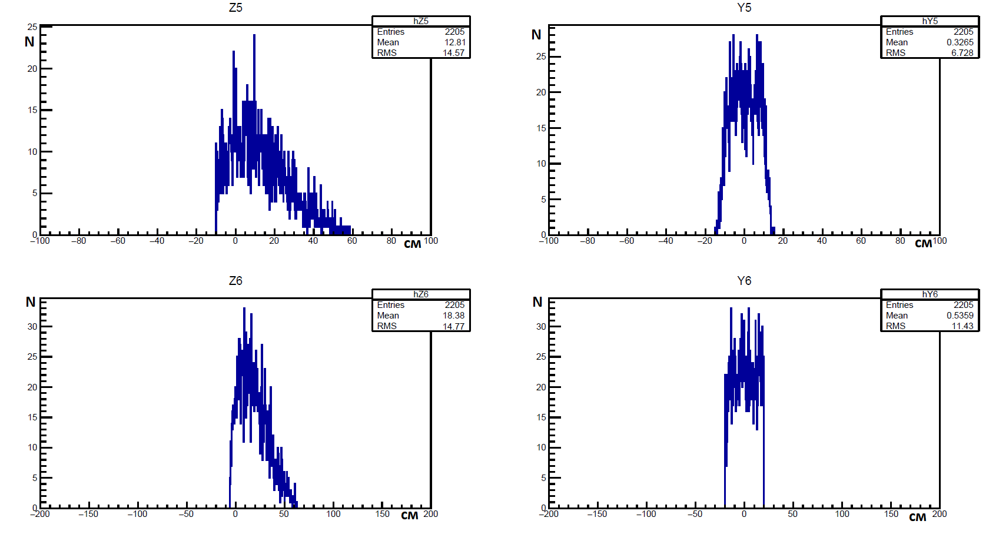 Z5
hZ5
Entries 2205
Mean 12.81
RMS 14.57
N
25
20
15
10
5
0
−100 −80 −60 −40 −20 0 20 40 60 80 100
CM
Y5
hY5
Entries 2205
Mean 0.3265
RMS 6.728
N
25
20
15
10
5
0
−100 −80 −60 −40 −20 0 20 40 60 80 100
CM
Z6
hZ6
Entries 2205
Mean 18.38
RMS 14.77
N
30
25
20
15
10
5
0
−200 −150 −100 −50 0 50 100 150 200
CM
Y6
hY6
Entries 2205
Mean 0.5359
RMS 11.43
N
30
25
20
15
10
5
0
−200 −150 −100 −50 0 50 100 150 200
CM